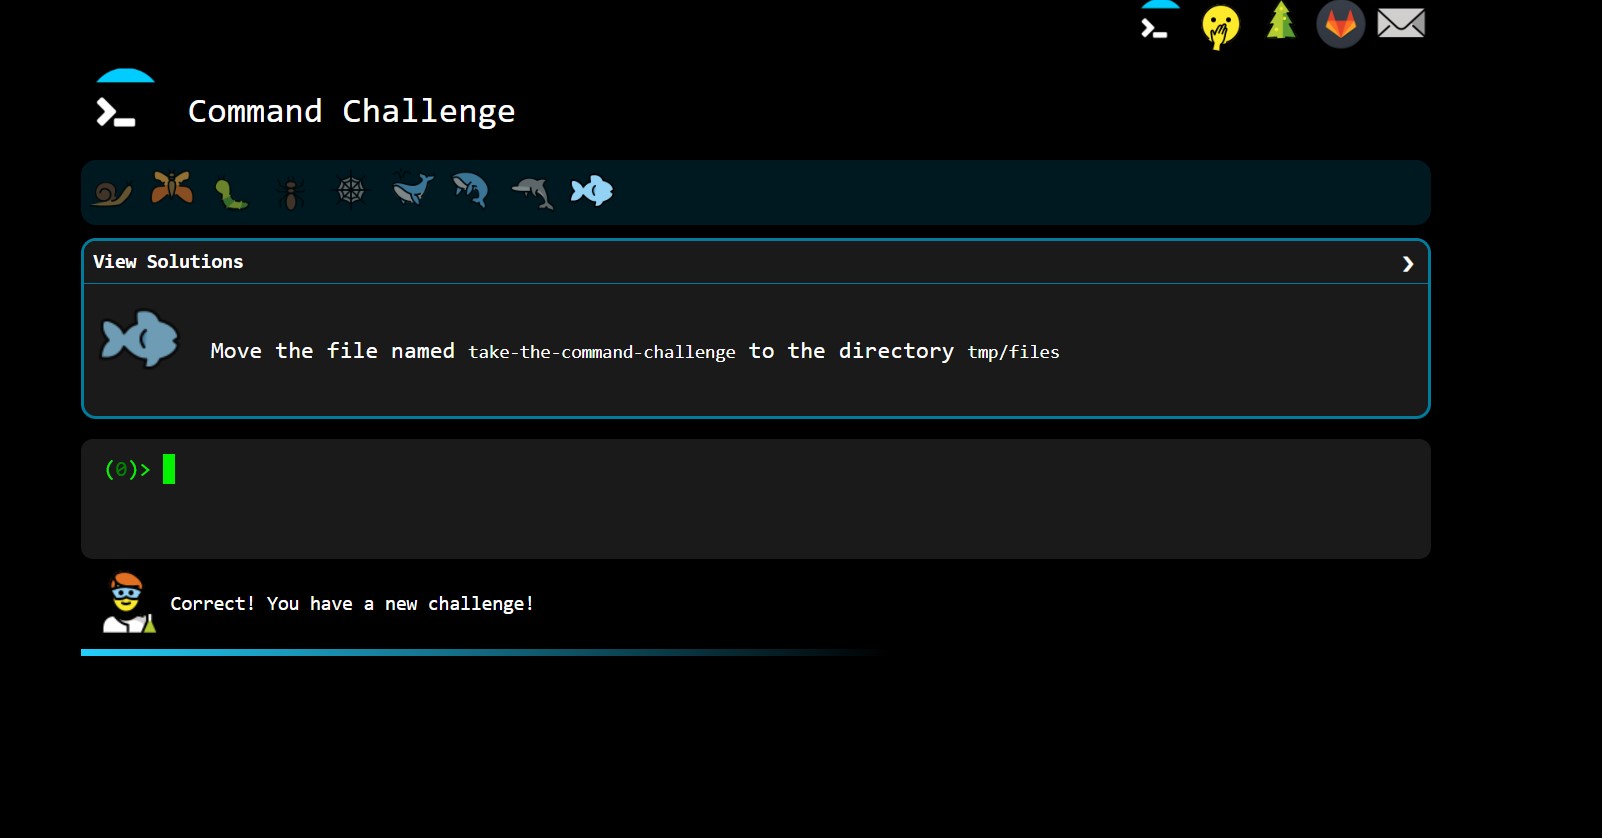 Command Challenge
View Solutions
Move the file named take-the-command-challenge to the directory tmp/files
(0)>
Correct! You have a new challenge!